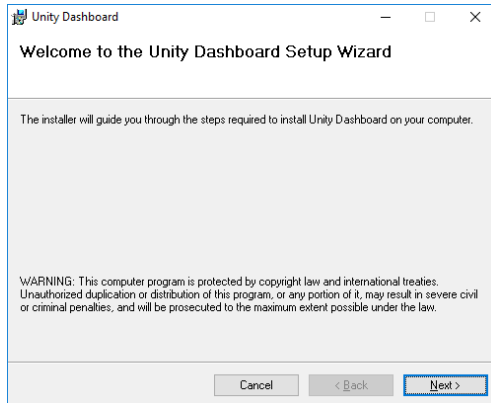 Unity Dashboard
Welcome to the Unity Dashboard Setup Wizard
The installer will guide you through the steps required to install Unity Dashboard on your computer.
WARNING: This computer program is protected by copyright law and international treaties.
Unauthorized duplication or distribution of this program, or any portion of it, may result in severe civil
or criminal penalties, and will be prosecuted to the maximum extent possible under the law.
Cancel < Back Next >